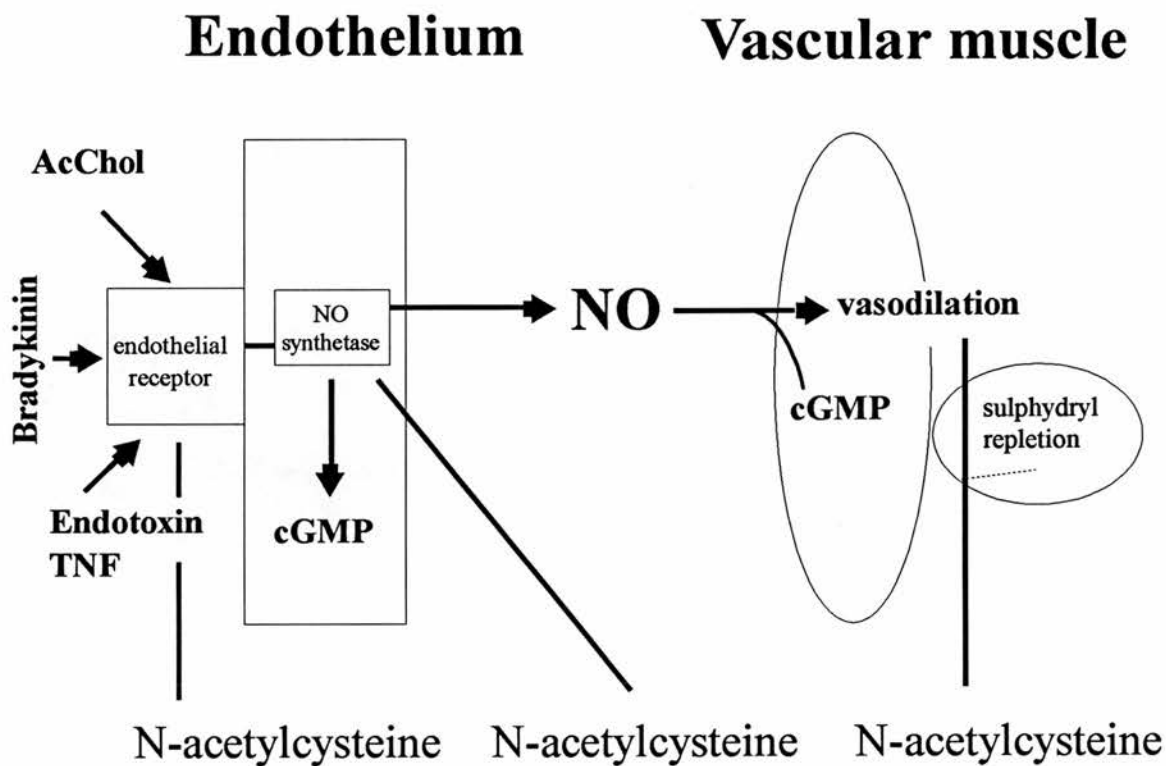 Endothelium
Vascular muscle
AcChol
Bradykinin
endothelial
receptor
NO
synthetase
NO
vasodilation
cGMP
sulphydryl
repletion
Endotoxin
TNF
cGMP
N-acetylcysteine
N-acetylcysteine
N-acetylcysteine